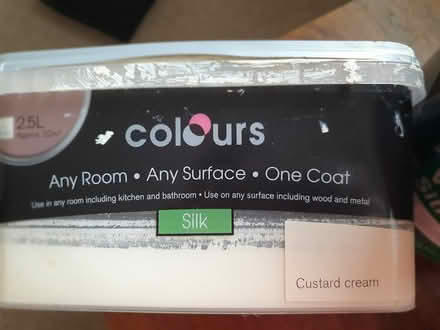 2.5L
colours
Any Room • Any Surface • One Coat
Use in any room including kitchen and bathroom • Use on any surface including wood and metal
Silk
Custard cream